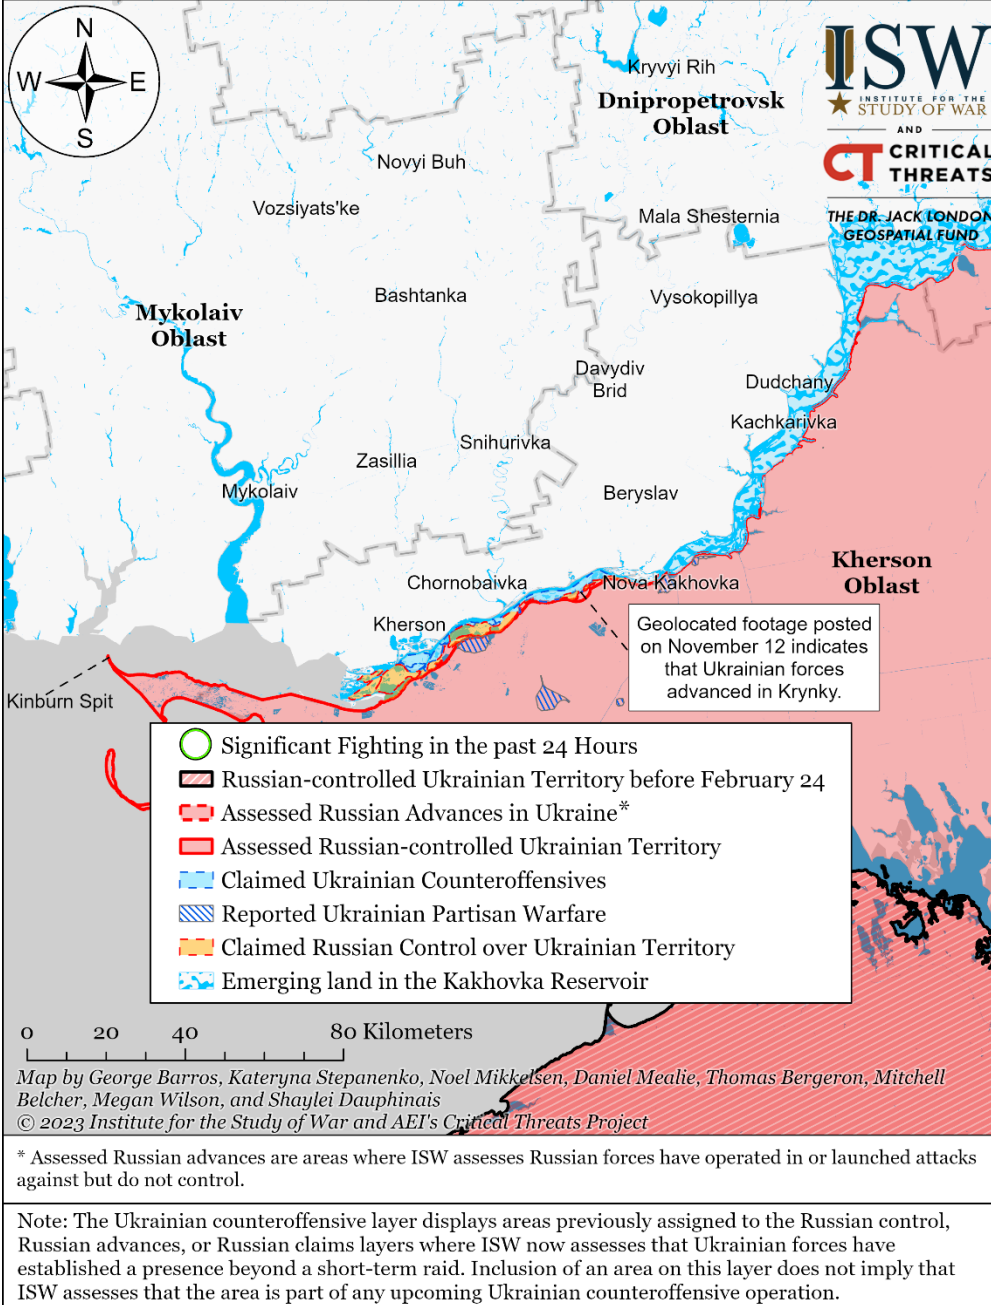 N
W
E
S
ISW
INSTITUTE FOR THE
STUDY OF WAR
AND
CT CRITICAL
THREATS
THE DR. JACK LONDON
GEOSPATIAL FUND
Kryvyi Rih
Dnipropetrovsk
Oblast
Novyi Buh
Vozsiyats'ke
Mala Shesternia
Bashtanka
Vysokopillya
Mykolaiv
Oblast
Davydiv
Brid
Dudchany
Kachkarivka
Snihurivka
Zasillia
Mykolaiv
Beryslav
Kherson
Oblast
Chornobaivka
Nova Kakhovka
Kherson
Geolocated footage posted
on November 12 indicates
that Ukrainian forces
advanced in Krynky.
Kinburn Spit
Significant Fighting in the past 24 Hours
Russian-controlled Ukrainian Territory before February 24
Assessed Russian Advances in Ukraine*
Assessed Russian-controlled Ukrainian Territory
Claimed Ukrainian Counteroffensives
Reported Ukrainian Partisan Warfare
Claimed Russian Control over Ukrainian Territory
Emerging land in the Kakhovka Reservoir
0 20 40 80 Kilometers
Map by George Barros, Kateryna Stepanenko, Noel Mikkelsen, Daniel Mealie, Thomas Bergeron, Mitchell
Belcher, Megan Wilson, and Shaylei Dauphinais
© 2023 Institute for the Study of War and AEI's Critical Threats Project
* Assessed Russian advances are areas where ISW assesses Russian forces have operated in or launched attacks
against but do not control.
Note: The Ukrainian counteroffensive layer displays areas previously assigned to the Russian control,
Russian advances, or Russian claims layers where ISW now assesses that Ukrainian forces have
established a presence beyond a short-term raid. Inclusion of an area on this layer does not imply that
ISW assesses that the area is part of any upcoming Ukrainian counteroffensive operation.